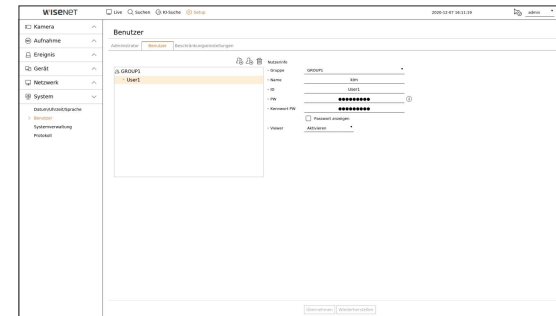 WISENET
Live Suchen AI-Suche Setup
2020-12-07 16:11:19
admin
Kamera
Aufnahme
Ereignis
Gerät
Netzwerk
System
Datum/Uhrzeit/Sprache
Benutzer
Systemverwaltung
Protokoll
Benutzer
Administrator Benutzer Beschränkungseinstellungen
GROUP1
User1
Nutzerinfo
Gruppe GROUP1
Name
ID User1
PW ●●●●●●●●●
Kennwort PW ●●●●●●●●●
Passwort anzeigen
Viewer Aktivieren
Übernehmen Wiederherstellen